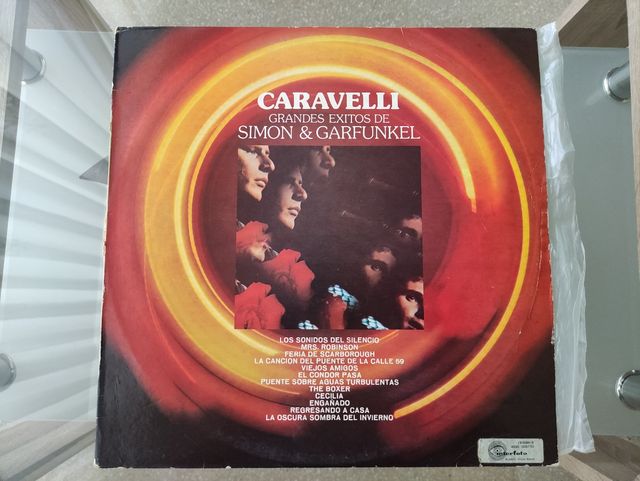 CARAVELLI
GRANDES EXITOS DE
SIMON & GARFUNKEL
LOS SONIDOS DEL SILENCIO
MRS. ROBINSON
FERIA DE SCARBOROUGH
LA CANCION DEL PUENTE DE LA CALLE 59
VIEJOS AMIGOS
EL CONDOR PASA
PUENTE SOBRE AGUAS TURBULENTAS
THE BOXER
CECILIA
ENGAÑADO
REGRESANDO A CASA
LA OSCURA SOMBRA DEL INVIERNO
interfoto